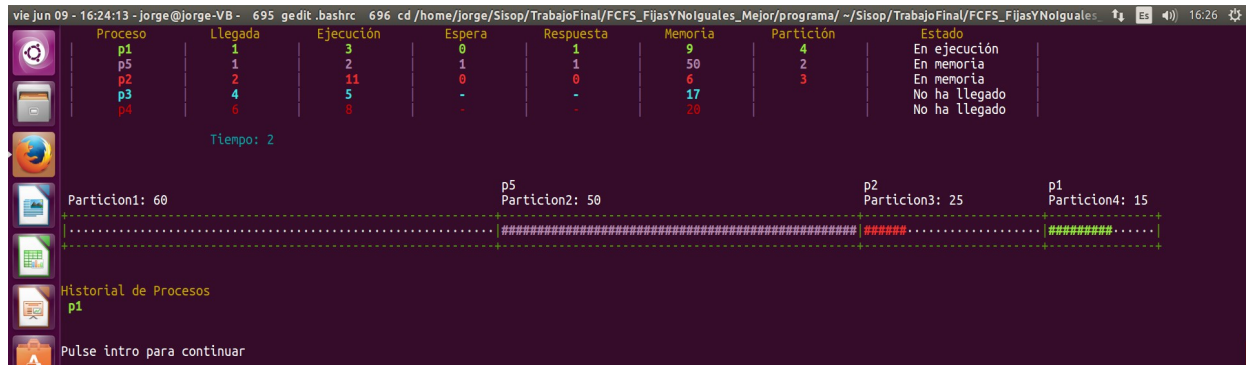 vie jun 09 - 16:24:13 - jorge@jorge-VB - 695 gedit .bashrc 696 cd /home/jorge/Sisop/TrabajoFinal/FCFS_FijasYNoIguales_Mejor/programa/ ~/Sisop/TrabajoFinal/FCFS_FijasYNoIguales_ Es 16:26
Proceso Llegada Ejecución Espera Respuesta Memoria Partición Estado
| p1 | 1 | 3 | 0 | 1 | 9 | 4 | En ejecución |
| p5 | 1 | 2 | 1 | 1 | 50 | 2 | En memoria |
| p2 | 2 | 11 | 0 | 0 | 6 | 3 | En memoria |
| p3 | 4 | 5 | - | - | 17 | | No ha llegado |
| p4 | 6 | 8 | - | - | 20 | | No ha llegado |
Tiempo: 2
p5 p2 p1
Particion1: 60 Particion2: 50 Particion3: 25 Particion4: 15
+------------------------------------------------------------+--------------------------------------------------+-------------------------+---------------+
|............................................................|##################################################|######...................|#########......|
+------------------------------------------------------------+--------------------------------------------------+-------------------------+---------------+
Historial de Procesos
p1
Pulse intro para continuar